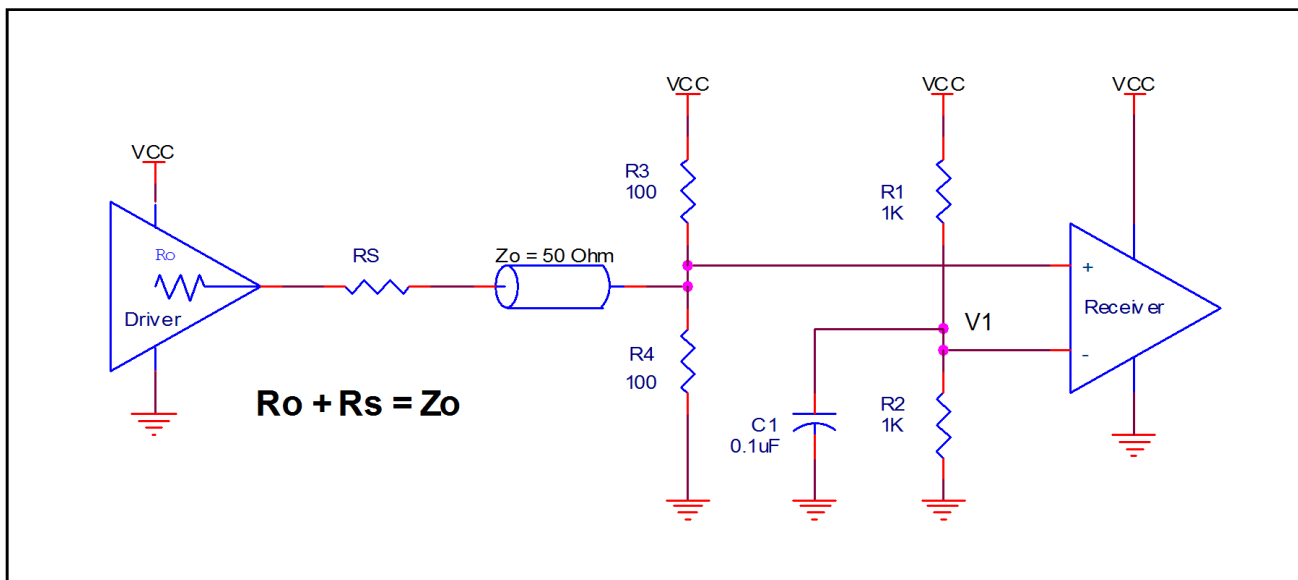 VCC
VCC
VCC
VCC
R3
100
R1
1K
Ro
RS
Zo = 50 Ohm
+
Driver
Receiver
V1
R4
100
-
Ro + Rs = Zo
R2
1K
C1
0.1uF